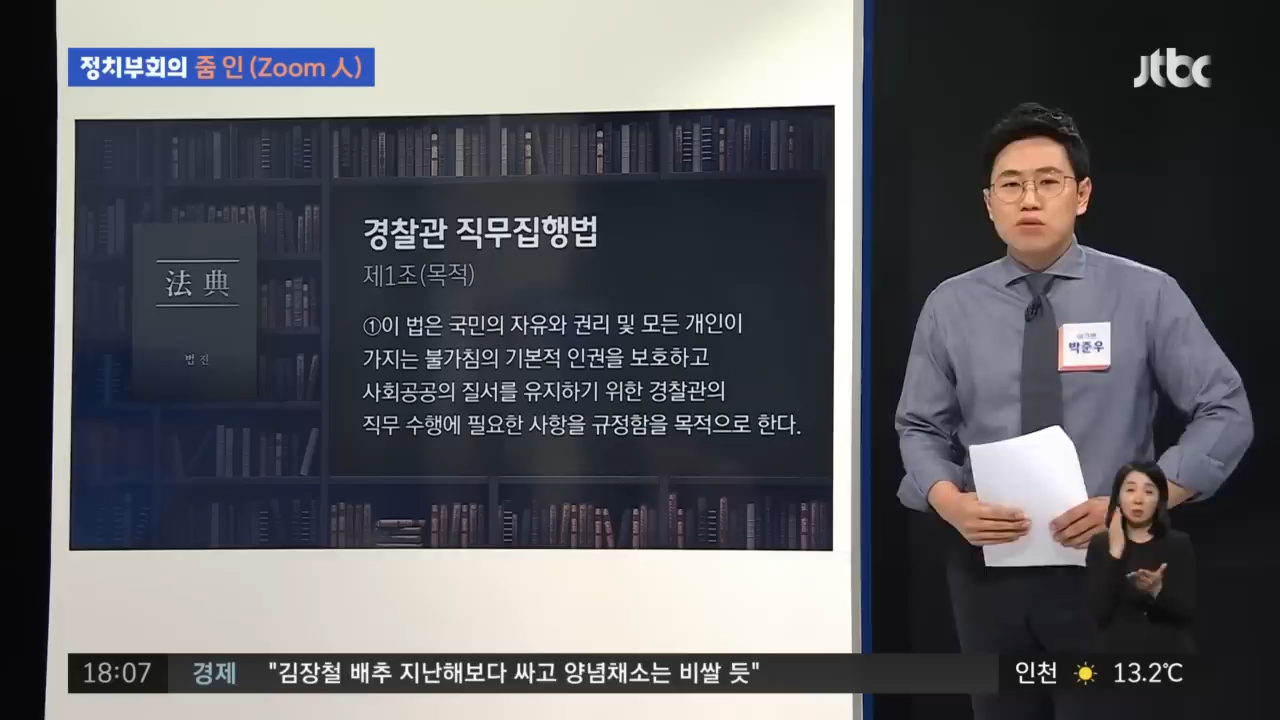 정치부회의 줌 인 (Zoom 人)
jtbc
法典
법전
경찰관 직무집행법
제1조(목적)
①이 법은 국민의 자유와 권리 및 모든 개인이
가지는 불가침의 기본적 인권을 보호하고
사회공공의 질서를 유지하기 위한 경찰관의
직무 수행에 필요한 사항을 규정함을 목적으로 한다.
박준우
18:07 경제 "김장철 배추 지난해보다 싸고 양념채소는 비쌀 듯" 인천 13.2℃